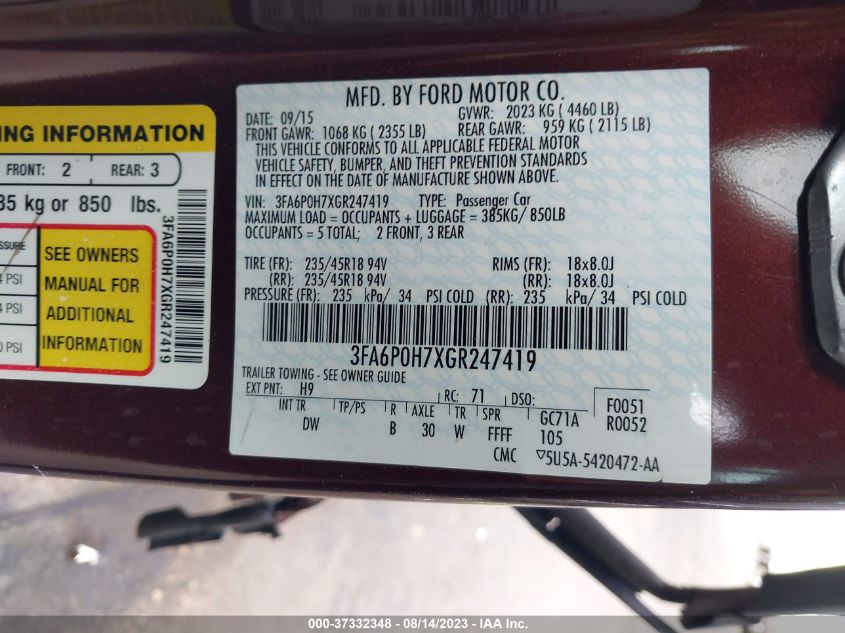 NG INFORMATION
FRONT: 2 REAR: 3
85 kg or 850 lbs.
SSURE
4 PSI
4 PSI
0 PSI
SEE OWNERS
MANUAL FOR
ADDITIONAL
INFORMATION
3FA6P0H7XGR247419
MFD. BY FORD MOTOR CO.
DATE: 09/15 GVWR: 2023 KG ( 4460 LB)
FRONT GAWR: 1068 KG ( 2355 LB) REAR GAWR: 959 KG ( 2115 LB)
THIS VEHICLE CONFORMS TO ALL APPLICABLE FEDERAL MOTOR
VEHICLE SAFETY, BUMPER, AND THEFT PREVENTION STANDARDS
IN EFFECT ON THE DATE OF MANUFACTURE SHOWN ABOVE.
VIN: 3FA6P0H7XGR247419 TYPE: Passenger Car
MAXIMUM LOAD = OCCUPANTS + LUGGAGE = 385KG/ 850LB
OCCUPANTS = 5 TOTAL; 2 FRONT, 3 REAR
TIRE (FR): 235/45R18 94V RIMS (FR): 18x8.0J
(RR): 235/45R18 94V (RR): 18x8.0J
PRESSURE (FR): 235 kPa/ 34 PSI COLD (RR): 235 kPa/ 34 PSI COLD
3FA6P0H7XGR247419
TRAILER TOWING - SEE OWNER GUIDE
EXT PNT: H9 RC: 71 DSO: F0051
INT TR TP/PS R AXLE TR SPR GC71A R0052
DW B 30 W FFFF 105
CMC ▽5U5A-5420472-AA
000-37332348 - 08/14/2023 - IAA Inc.